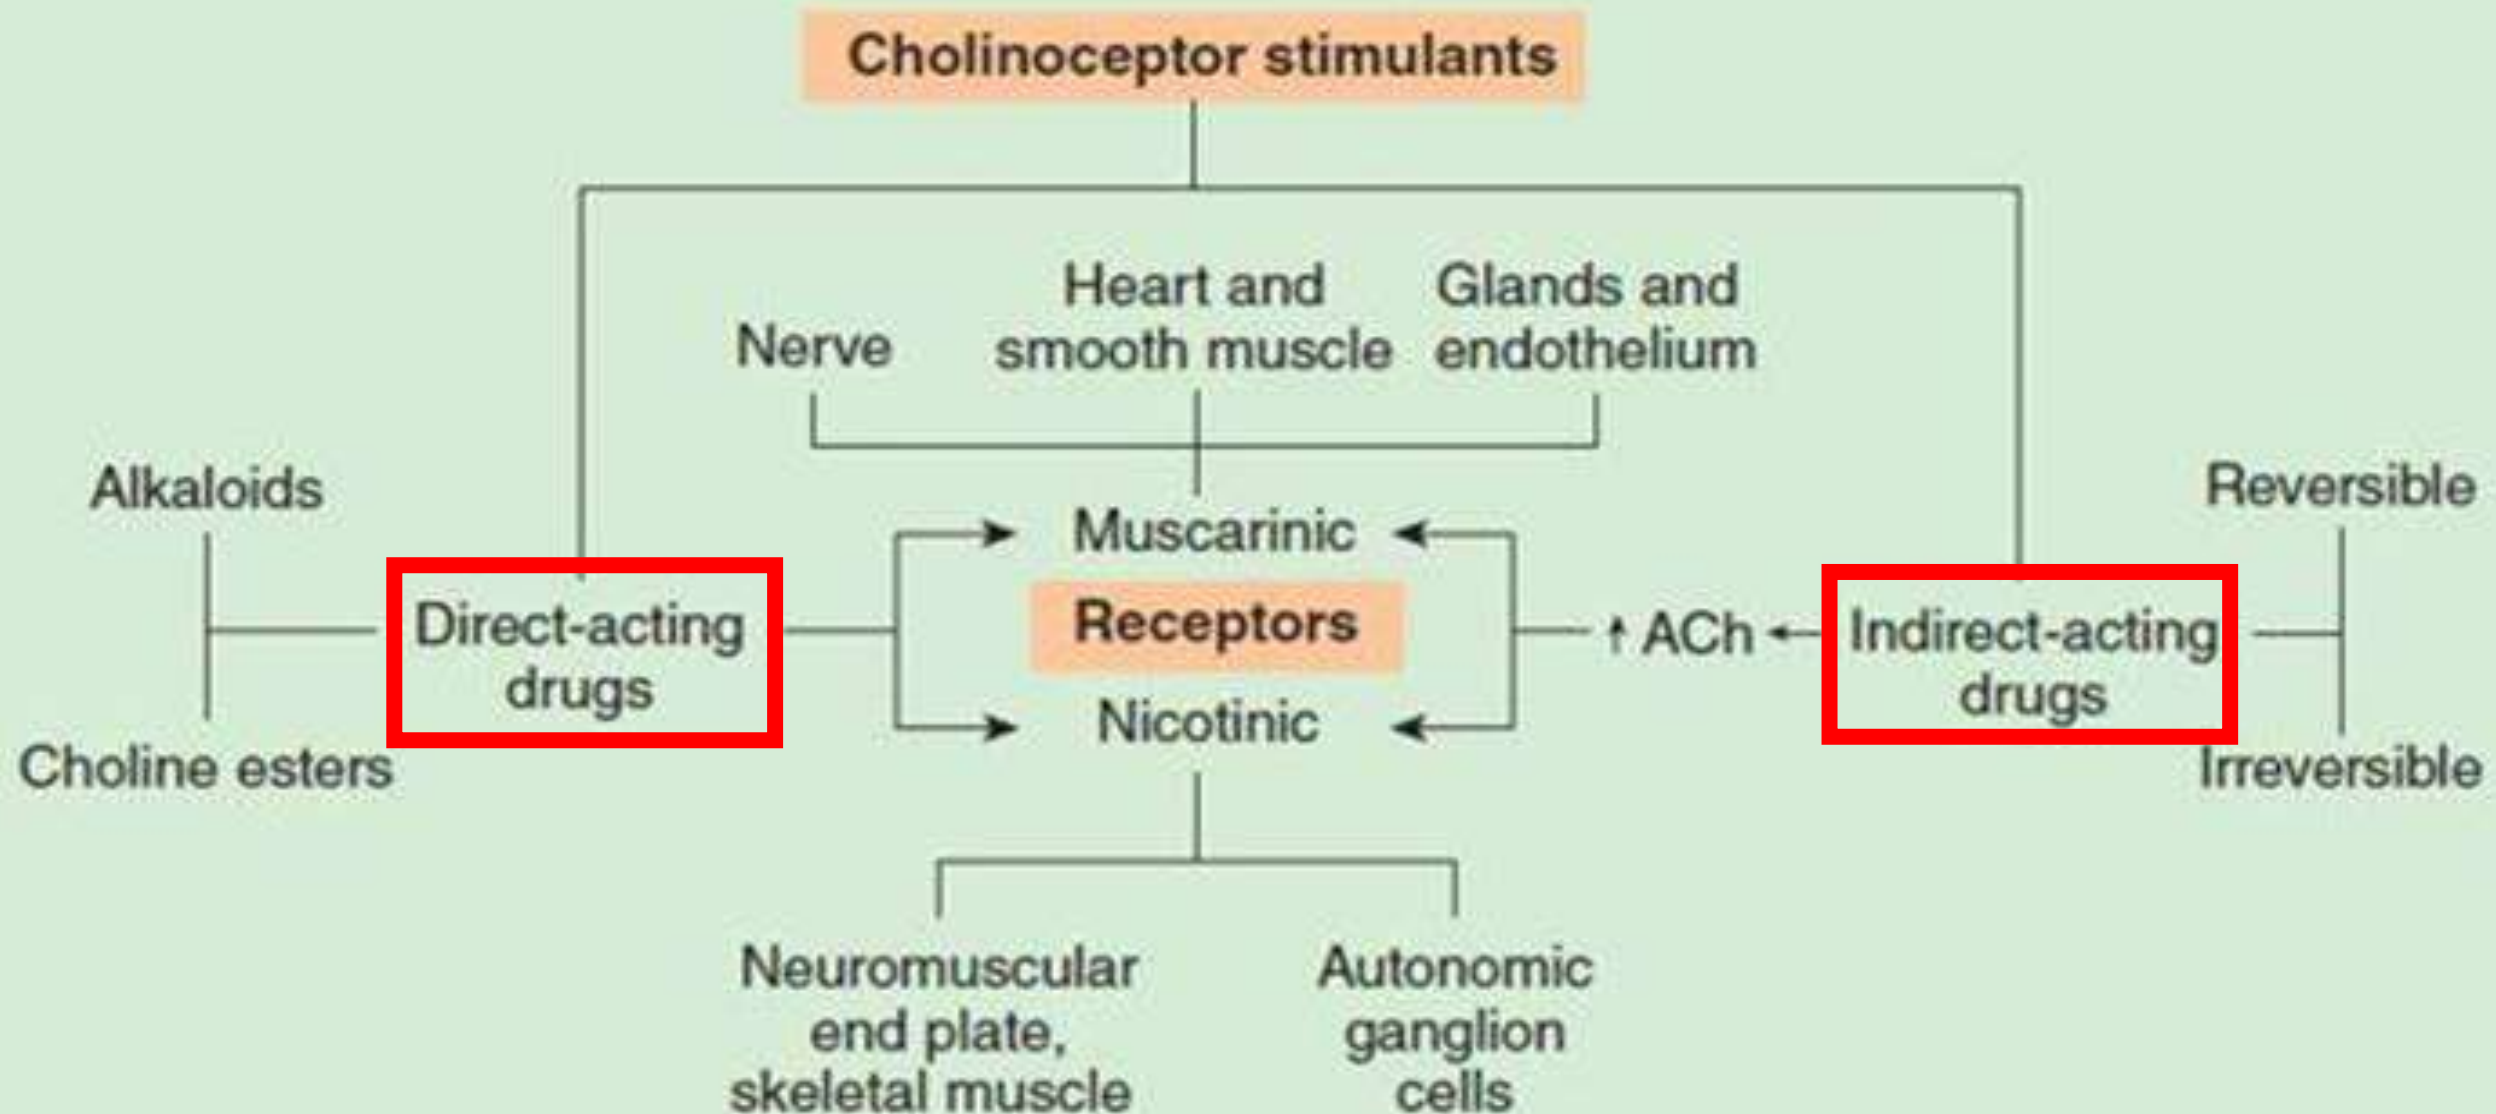 Cholinoceptor stimulants
Nerve
Heart and
smooth muscle
Glands and
endothelium
Alkaloids
Direct-acting
drugs
Choline esters
Muscarinic
Receptors
Nicotinic
↑ ACh
Indirect-acting
drugs
Reversible
Irreversible
Neuromuscular
end plate,
skeletal muscle
Autonomic
ganglion
cells